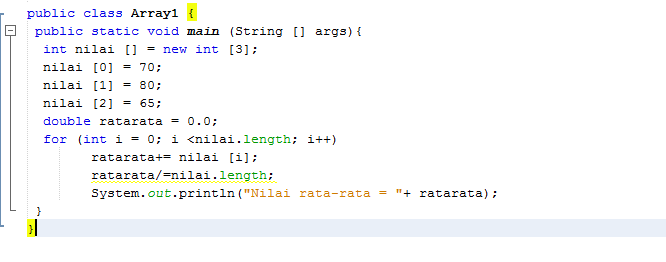 public class Array1 {
public static void main (String [] args){
int nilai [] = new int [3];
nilai [0] = 70;
nilai [1] = 80;
nilai [2] = 65;
double ratarata = 0.0;
for (int i = 0; i <nilai.length; i++)
ratarata+= nilai [i];
ratarata/=nilai.length;
System.out.println("Nilai rata-rata = "+ ratarata);
}
}